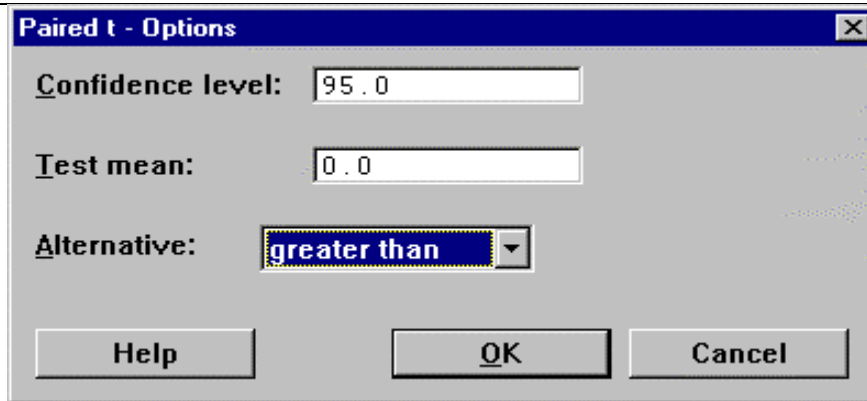 Paired t - Options
Confidence level: 95.0
Test mean: 0.0
Alternative: greater than
Help OK Cancel